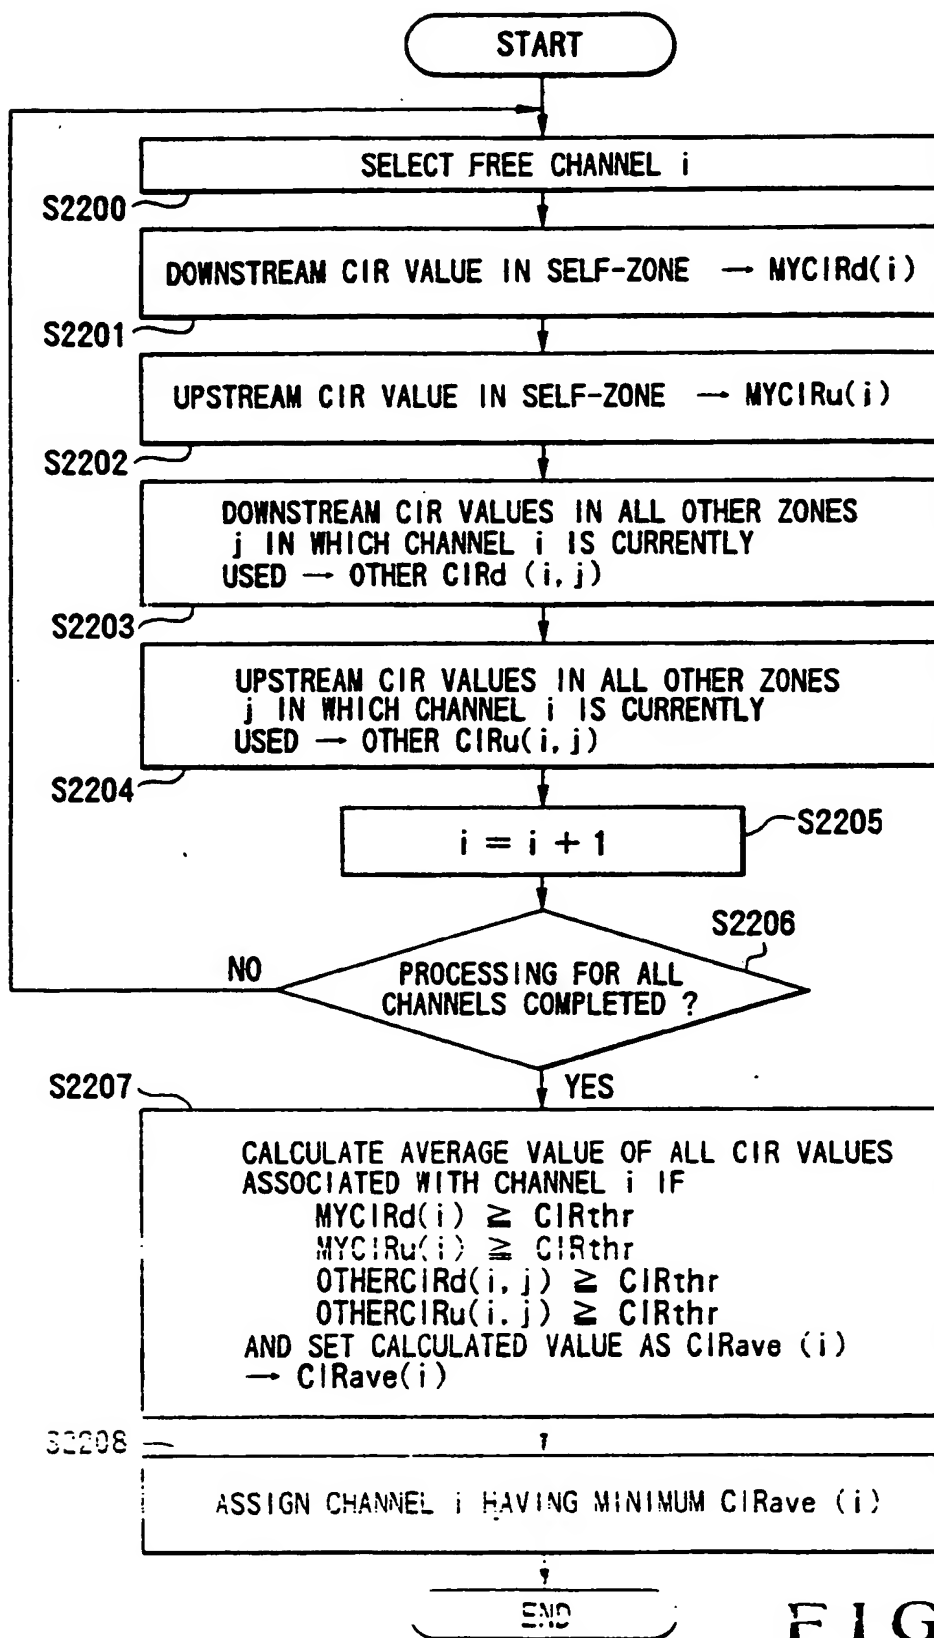 START
SELECT FREE CHANNEL i
S2200
DOWNSTREAM CIR VALUE IN SELF-ZONE → MYCIRd(i)
S2201
UPSTREAM CIR VALUE IN SELF-ZONE → MYCIRu(i)
S2202
DOWNSTREAM CIR VALUES IN ALL OTHER ZONES
j IN WHICH CHANNEL i IS CURRENTLY
USED → OTHER CIRd (i, j)
S2203
UPSTREAM CIR VALUES IN ALL OTHER ZONES
j IN WHICH CHANNEL i IS CURRENTLY
USED → OTHER CIRu(i, j)
S2204
i = i + 1
S2205
S2206
NO
PROCESSING FOR ALL
CHANNELS COMPLETED ?
YES
S2207
CALCULATE AVERAGE VALUE OF ALL CIR VALUES
ASSOCIATED WITH CHANNEL i IF
MYCIRd(i) ≧ CIRthr
MYCIRu(i) ≧ CIRthr
OTHERCIRd(i, j) ≧ CIRthr
OTHERCIRu(i, j) ≧ CIRthr
AND SET CALCULATED VALUE AS CIRave (i)
→ CIRave(i)
S2208
ASSIGN CHANNEL i HAVING MINIMUM CIRave (i)
END
FIG